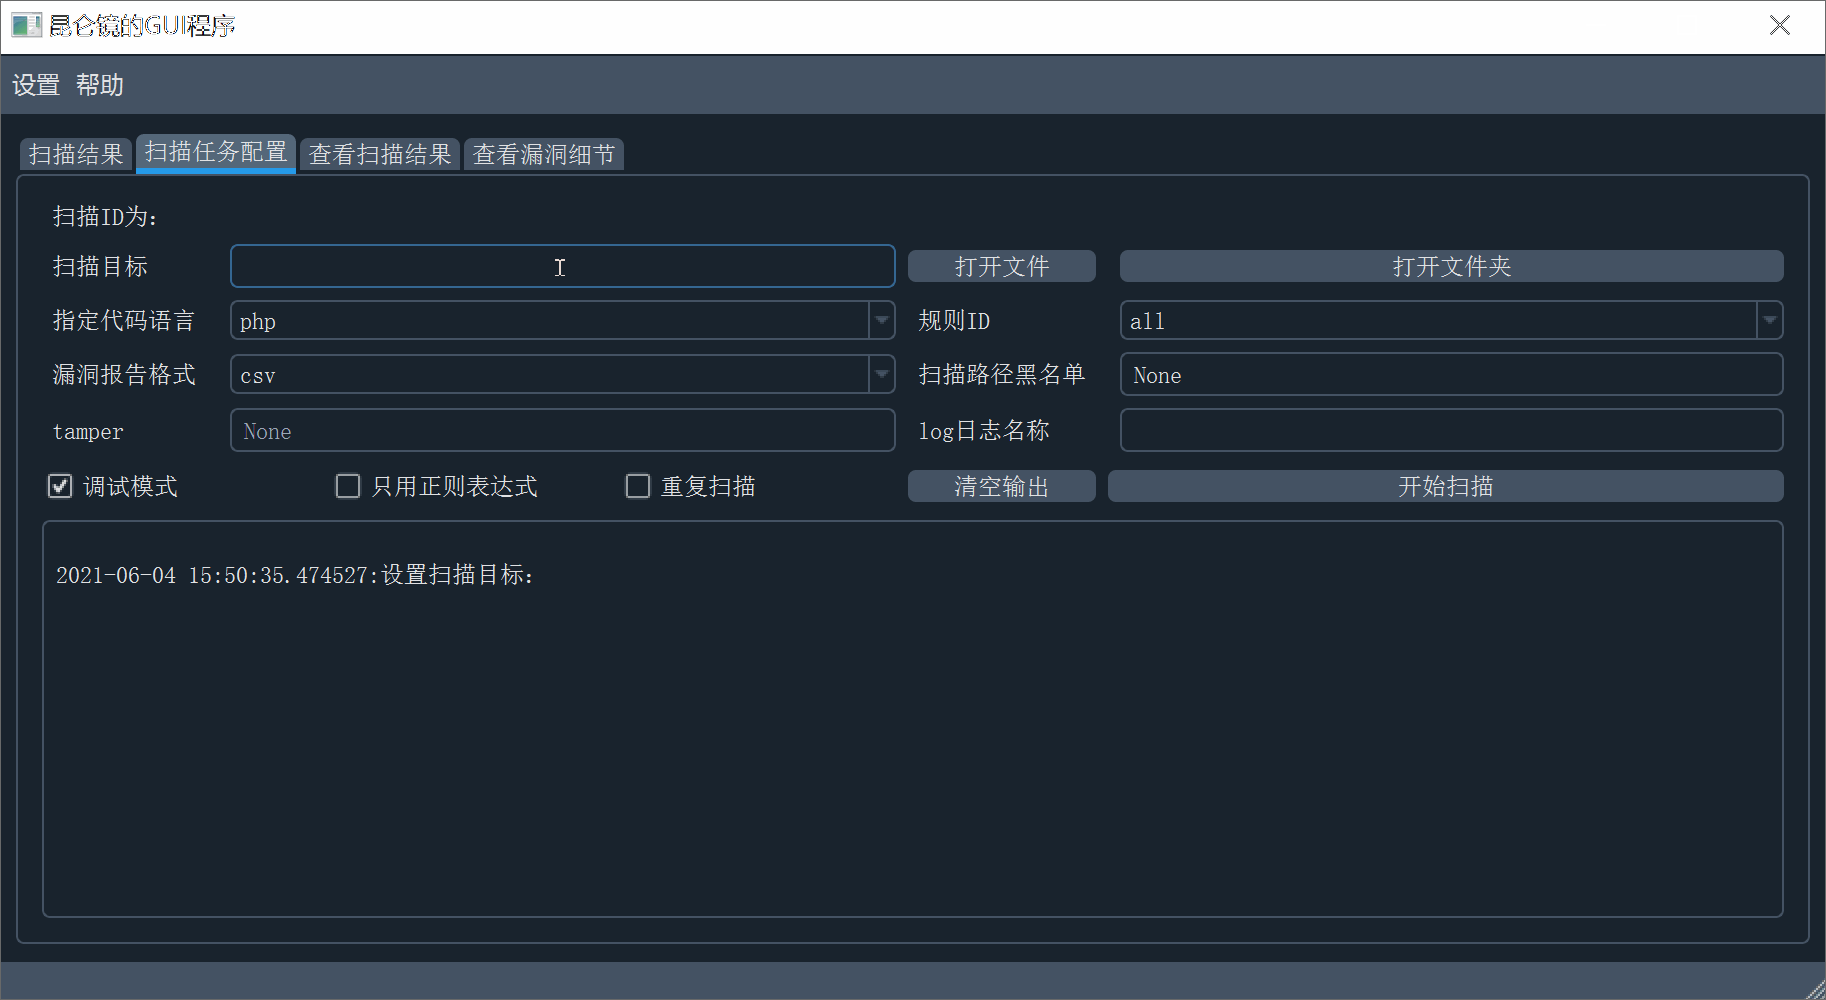 昆仑镜的GUI程序
设置 帮助
扫描结果 扫描任务配置 查看扫描结果 查看漏洞细节
扫描ID为:
扫描目标 打开文件 打开文件夹
指定代码语言 php 规则ID all
漏洞报告格式 csv 扫描路径黑名单 None
tamper None log日志名称
调试模式 只用正则表达式 重复扫描 清空输出 开始扫描
2021-06-04 15:50:35.474527:设置扫描目标: